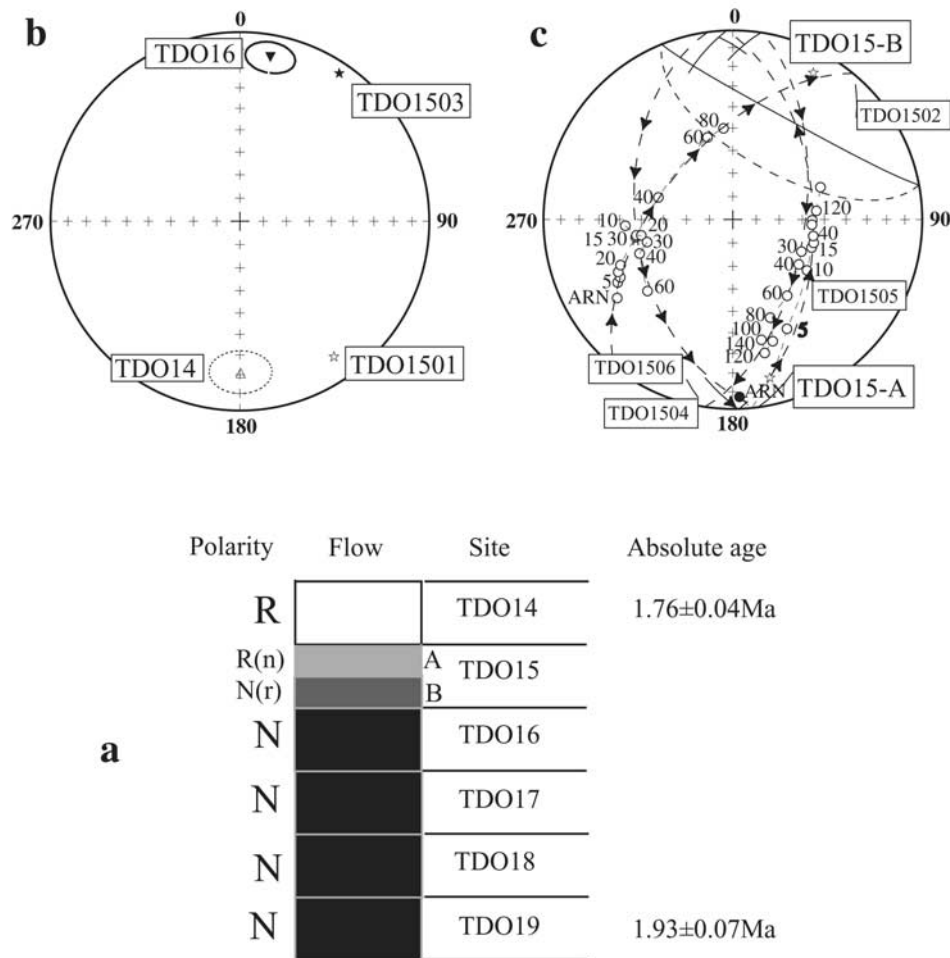 b
0
TDO16
TDO1503
270
90
TDO14
TDO1501
180
c
0
TDO15-B
TDO1502
80
60
40
270
90
10
20
15 30
30
20
40
5
60
ARN
120
40
30
15
40
10
TDO1505
60
80
5
100
140
120
TDO1506
TDO1504
ARN
TDO15-A
180
a
Polarity Flow Site Absolute age
R TDO14 1.76±0.04Ma
R(n) A TDO15
N(r) B
N TDO16
N TDO17
N TDO18
N TDO19 1.93±0.07Ma